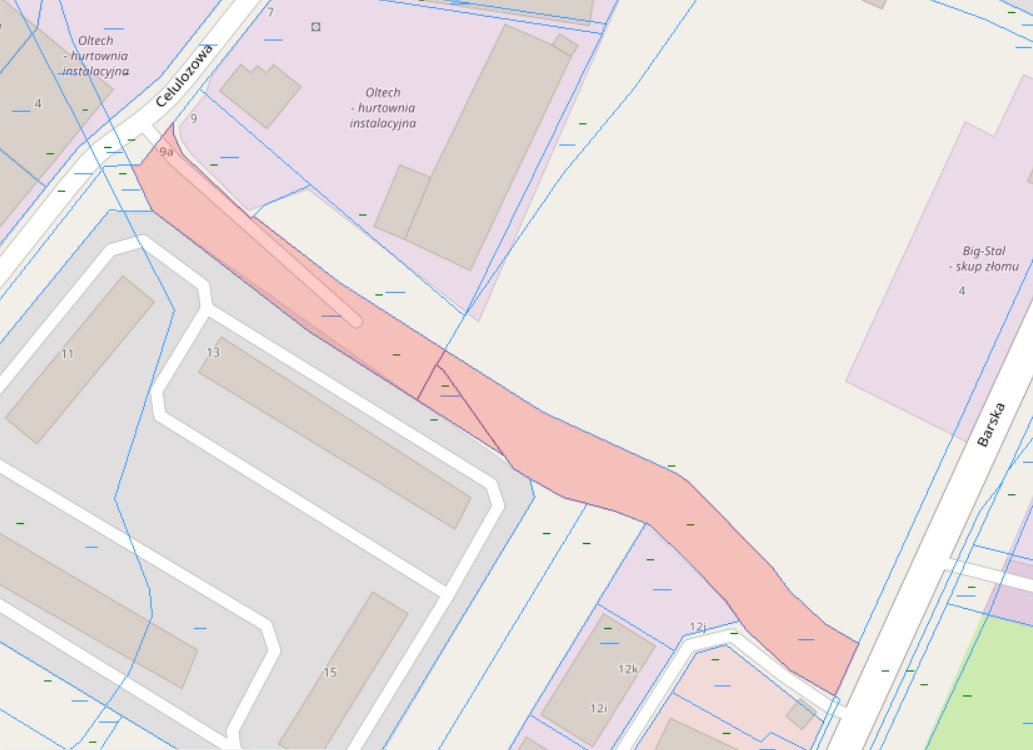 7
Oltech
- hurtownia
instalacyjna
Celulozowa
4
Oltech
- hurtownia
instalacyjna
9
9a
Big-Stal
- skup złomu
4
11
13
Barska
12j
12k
15
12i